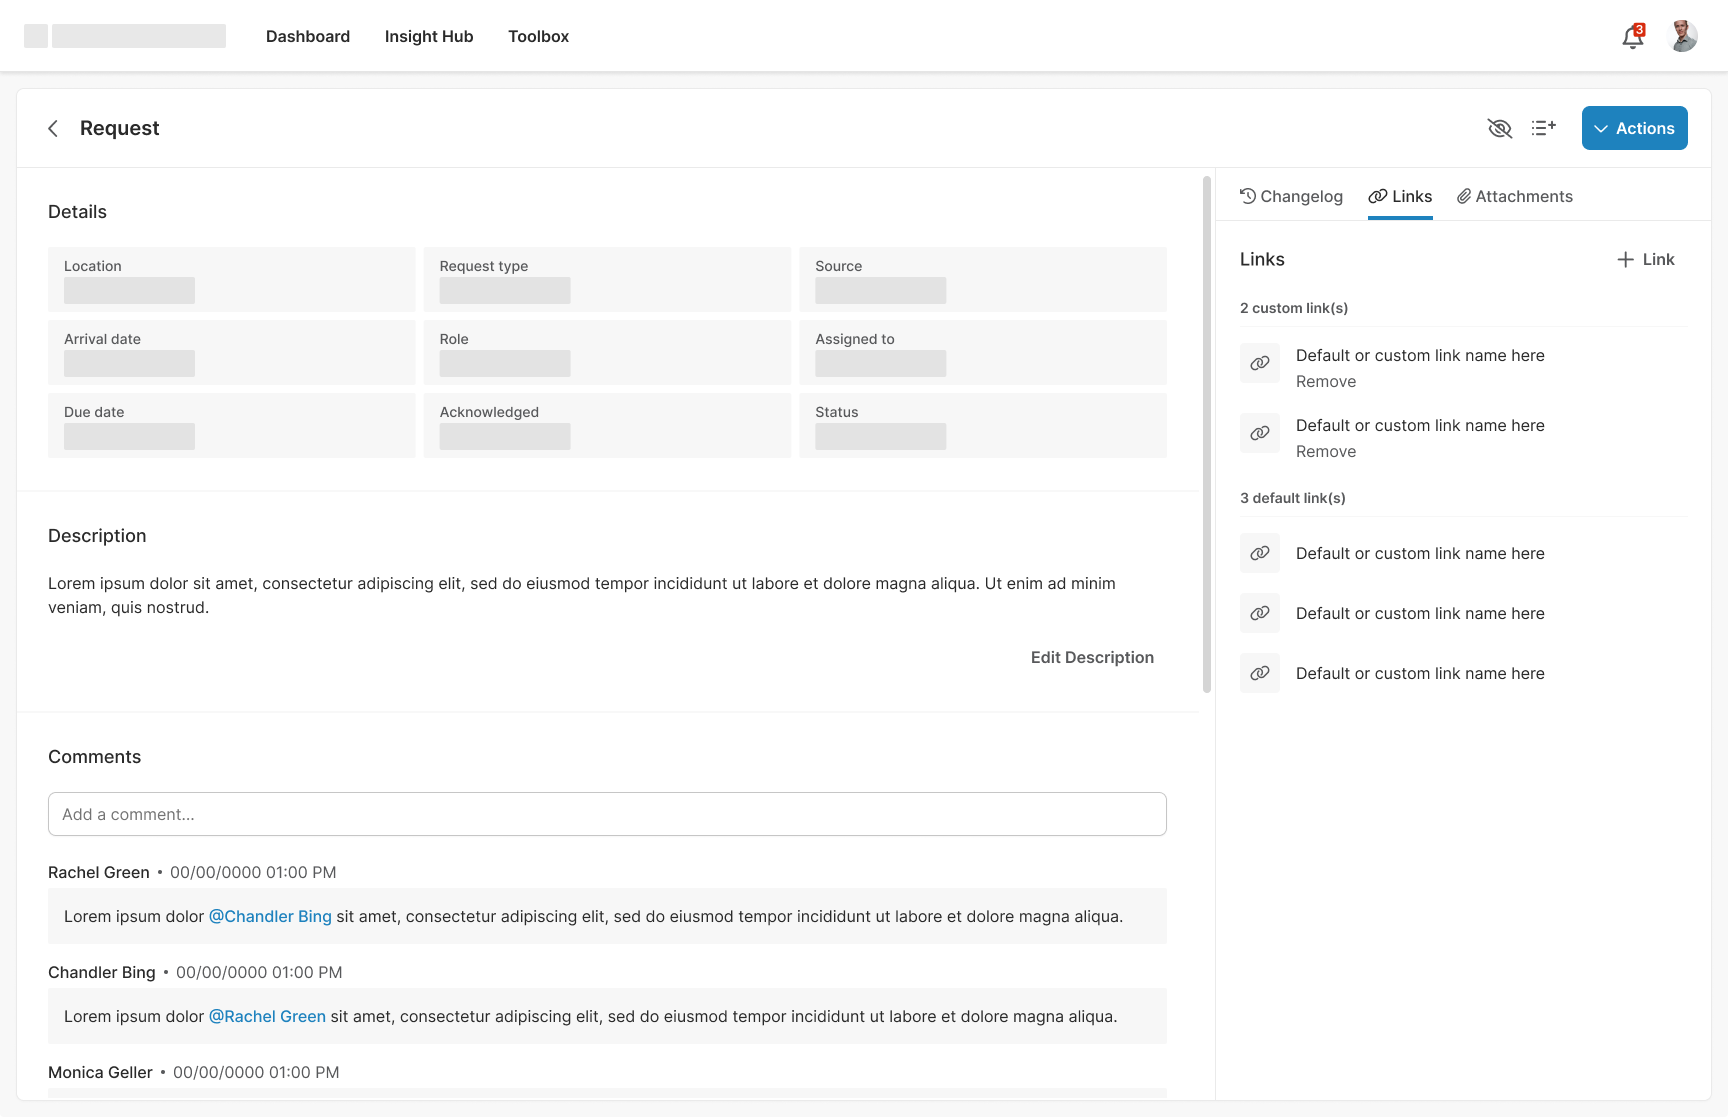 Dashboard
Insight Hub
Toolbox
3
Request
Actions
Details
Location
Request type
Source
Arrival date
Role
Assigned to
Due date
Acknowledged
Status
Description
Lorem ipsum dolor sit amet, consectetur adipiscing elit, sed do eiusmod tempor incididunt ut labore et dolore magna aliqua. Ut enim ad minim
veniam, quis nostrud.
Edit Description
Comments
Add a comment...
Rachel Green • 00/00/0000 01:00 PM
Lorem ipsum dolor @Chandler Bing sit amet, consectetur adipiscing elit, sed do eiusmod tempor incididunt ut labore et dolore magna aliqua.
Chandler Bing • 00/00/0000 01:00 PM
Lorem ipsum dolor @Rachel Green sit amet, consectetur adipiscing elit, sed do eiusmod tempor incididunt ut labore et dolore magna aliqua.
Monica Geller • 00/00/0000 01:00 PM
Changelog
Links
Attachments
Links
Link
2 custom link(s)
Default or custom link name here
Remove
Default or custom link name here
Remove
3 default link(s)
Default or custom link name here
Default or custom link name here
Default or custom link name here